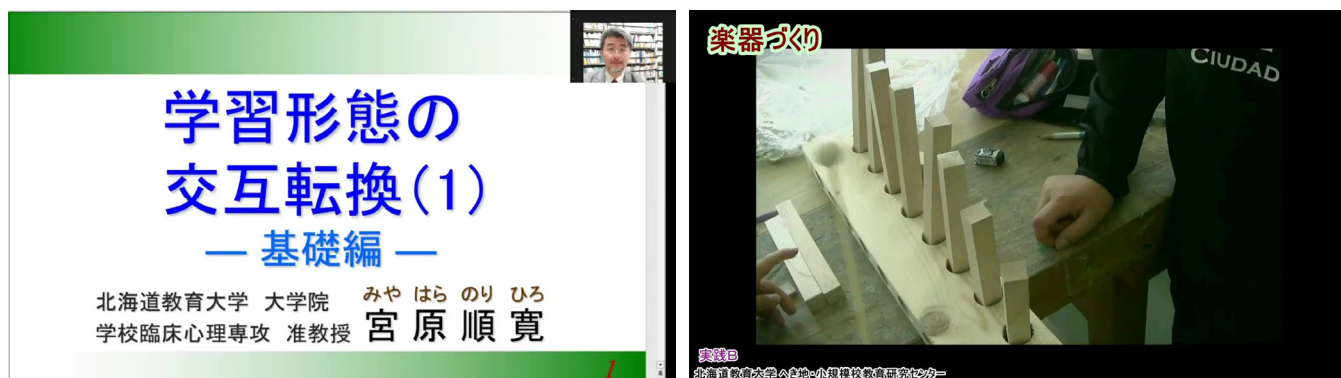 学習形態の
交互転換(1)
― 基礎編 ―
北海道教育大学 大学院
学校臨床心理専攻 准教授
みや はら のり ひろ
宮原順寛
1
楽器づくり
CIUDAD
実践B
北海道教育大学 へき地・小規模校教育研究センター